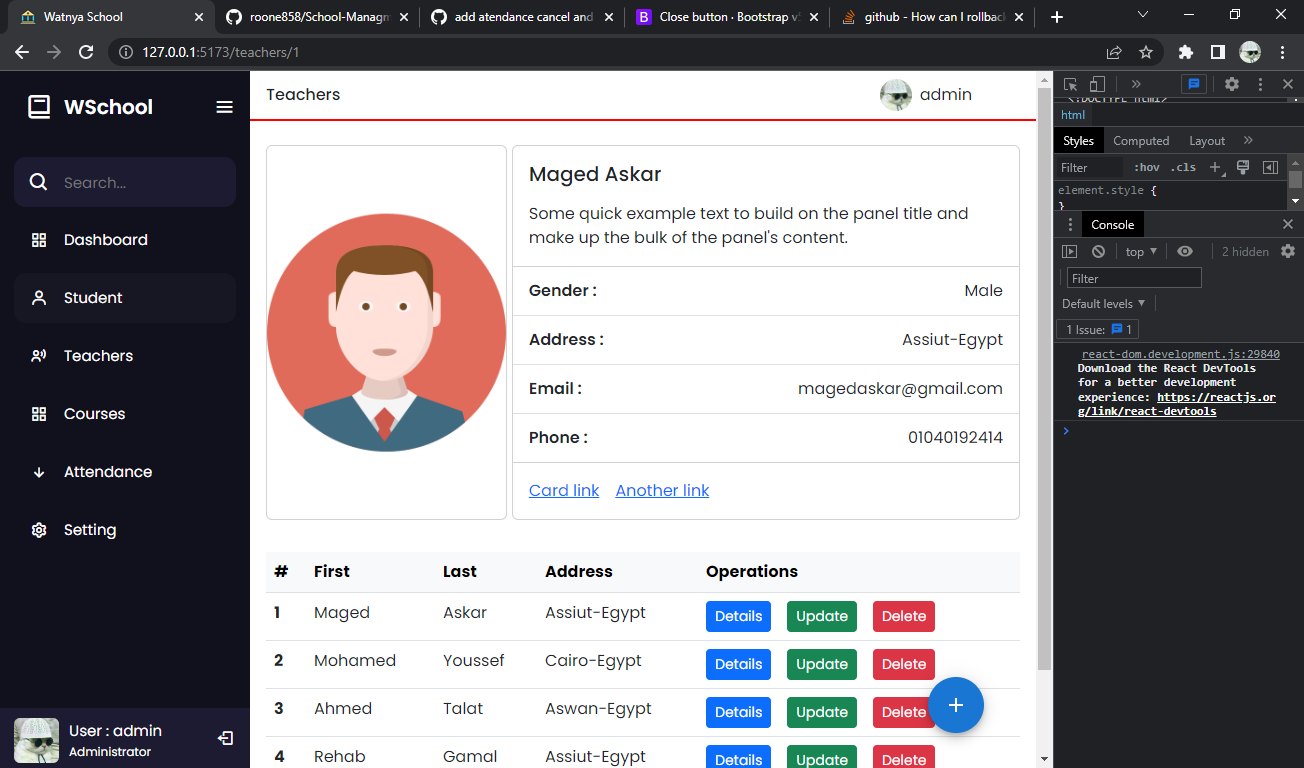 Watnya School
roone858/School-Managm
add atendance cancel and
Close button · Bootstrap v
github - How can I rollbac
127.0.0.1:5173/teachers/1
WSchool
Search...
Dashboard
Student
Teachers
Courses
Attendance
Setting
User : admin
Administrator
Teachers
admin
Maged Askar
Some quick example text to build on the panel title and
make up the bulk of the panel's content.
Gender : Male
Address : Assiut-Egypt
Email : magedaskar@gmail.com
Phone : 01040192414
Card link Another link
# First Last Address Operations
1 Maged Askar Assiut-Egypt Details Update Delete
2 Mohamed Youssef Cairo-Egypt Details Update Delete
3 Ahmed Talat Aswan-Egypt Details Update Delete
4 Rehab Gamal Assiut-Egypt Details Update Delete
+
<!DOCTYPE html>
html
Styles Computed Layout
Filter :hov .cls
element.style {
}
Console
top 2 hidden
Filter
Default levels
1 Issue: 1
react-dom.development.js:29840
Download the React DevTools
for a better development
experience: https://reactjs.or
g/link/react-devtools